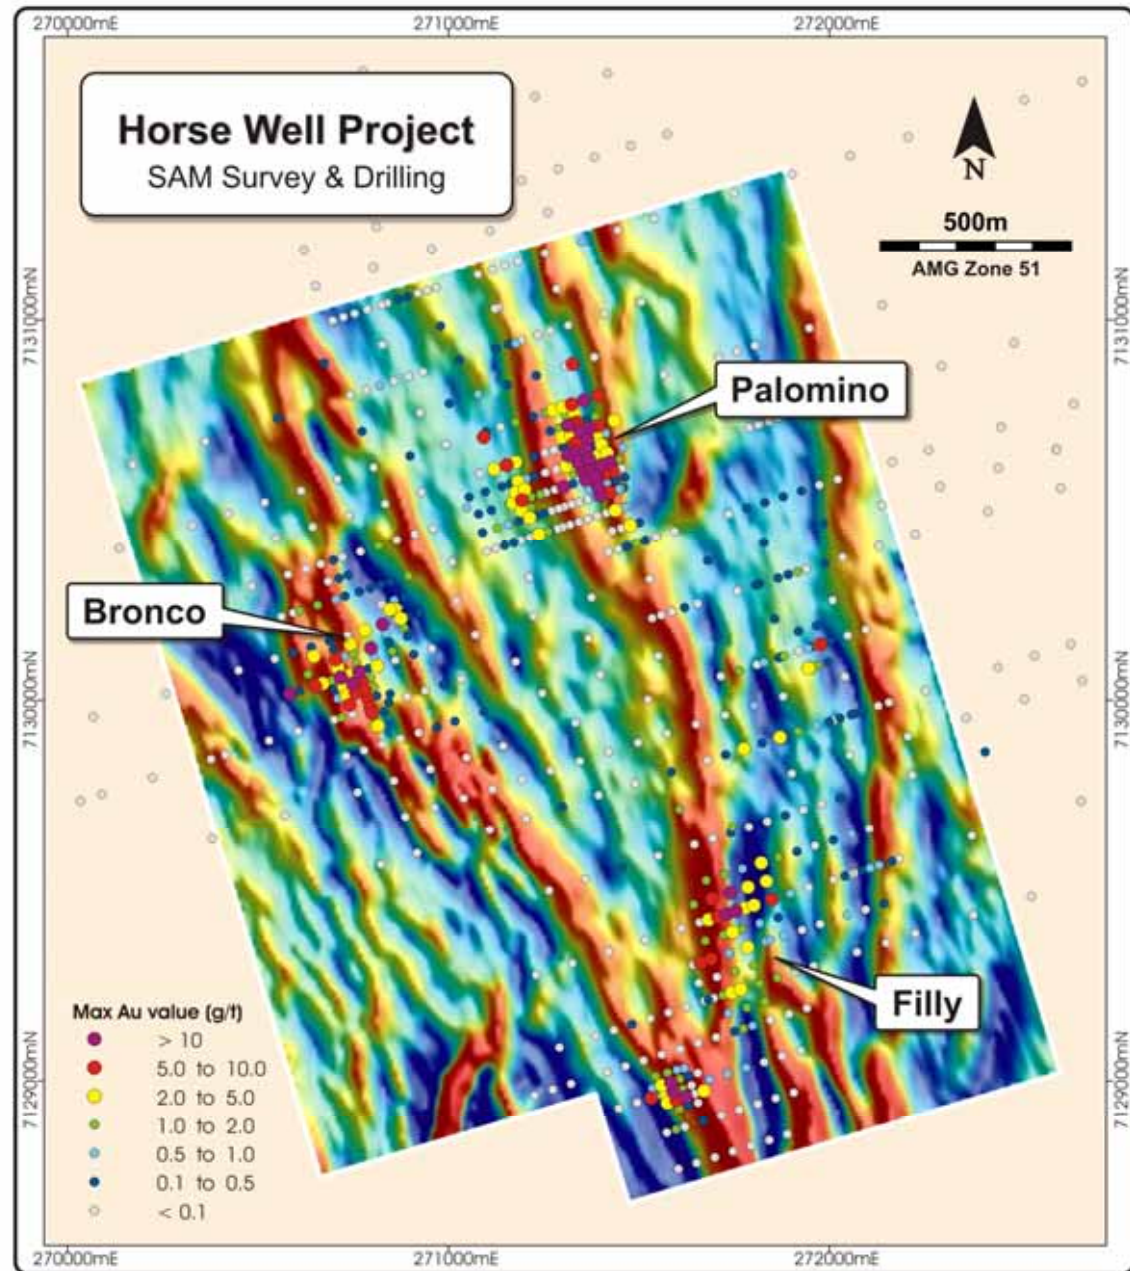 270000mE
271000mE
272000mE
Horse Well Project
SAM Survey & Drilling
N
500m
AMG Zone 51
7131000mN
7131000mN
Palomino
Bronco
7130000mN
7130000mN
Filly
Max Au value (g/t)
> 10
5.0 to 10.0
2.0 to 5.0
1.0 to 2.0
0.5 to 1.0
0.1 to 0.5
< 0.1
7129000mN
7129000mN
270000mE
271000mE
272000mE